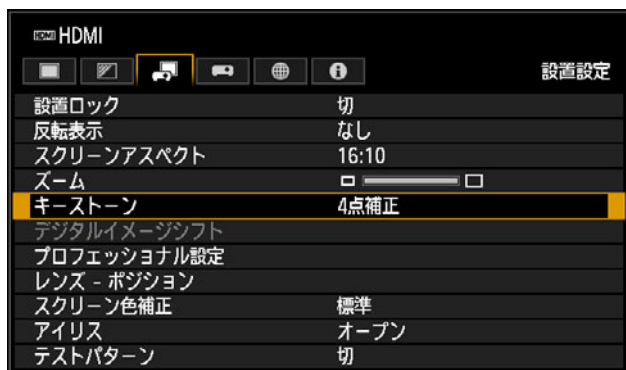 HDMI HDMI
設置設定
設置ロック 切
反転表示 なし
スクリーンアスペクト 16:10
ズーム
キーストーン 4点補正
デジタルイメージシフト
プロフェッショナル設定
レンズ - ポジション
スクリーン色補正 標準
アイリス オープン
テストパターン 切